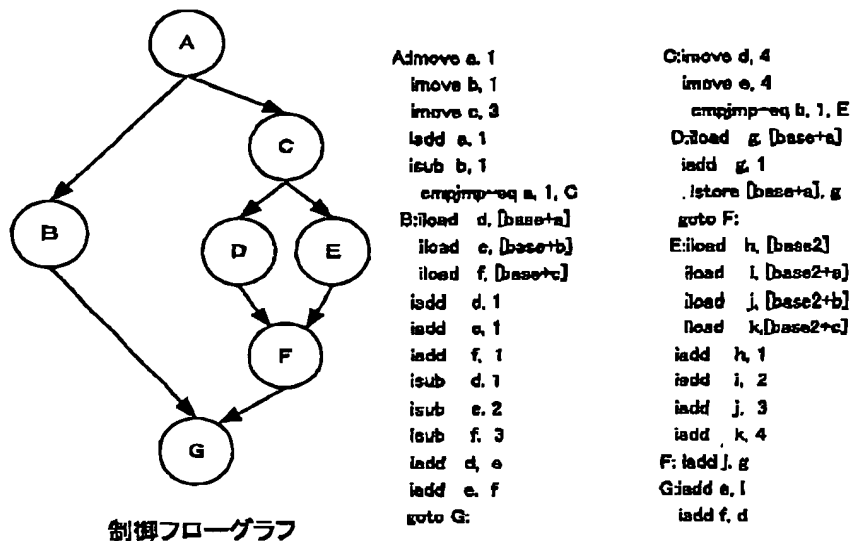 A
B
C
D
E
F
G
制御フローグラフ
A:imove a, 1
imove b, 1
imove c, 3
iadd a, 1
isub b, 1
cmpjmp-eq a, 1, C
B:iload d, [base+a]
iload e, [base+b]
iload f, [base+c]
iadd d, 1
iadd e, 1
iadd f, 1
isub d, 1
isub e, 2
isub f, 3
iadd d, e
iadd e, f
goto G:
C:imove d, 4
imove e, 4
cmpjmp-eq b, 1, E
D:iload g, [base+a]
iadd g, 1
istore [base+a], g
goto F:
E:iload h, [base2]
iload i, [base2+a]
iload j, [base2+b]
iload k,[base2+c]
iadd h, 1
iadd i, 2
iadd j, 3
iadd k, 4
F: iadd j, g
G:iadd e, i
iadd f, d